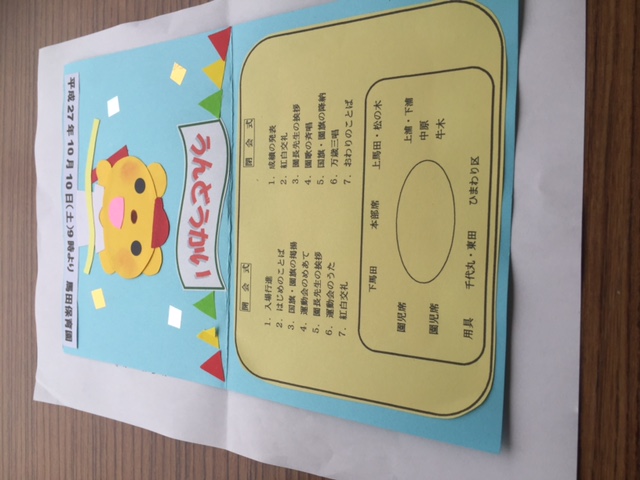 うんどうかい
平成27年10月10日(土)9時より 馬田保育園
開会式
1. 入場行進
2. はじめのことば
3. 国旗・園旗の掲揚
4. 運動会のめあて
5. 園長先生の挨拶
6. 運動会のうた
7. 紅白交礼
閉会式
1. 成績の発表
2. 紅白交礼
3. 園長先生の挨拶
4. 園歌の斉唱
5. 国旗・園旗の降納
6. 万歳三唱
7. おわりのことば
下馬田 本部席 上馬田・松の木
園児席 上浦・下浦
中原
園児席 牛木
用具 千代丸・東田 ひまわり区